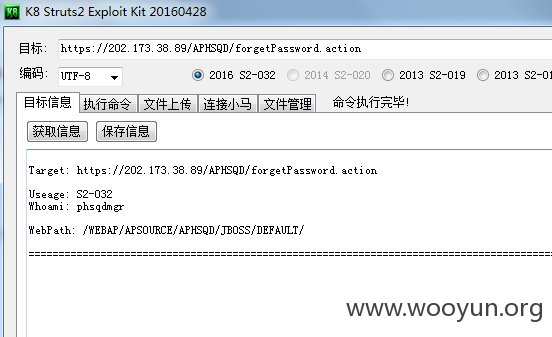 K8 Struts2 Exploit Kit 20160428
目标: https://202.173.38.89/APHSQD/forgetPassword.action
编码: UTF-8 2016 S2-032 2014 S2-020 2013 S2-019 2013 S2-01
目标信息 执行命令 文件上传 连接小马 文件管理 命令执行完毕!
获取信息 保存信息
Target: https://202.173.38.89/APHSQD/forgetPassword.action
Useage: S2-032
Whoami: phsqdmgr
WebPath: /WEBAP/APSOURCE/APHSQD/JBOSS/DEFAULT/
www.wooyun.org